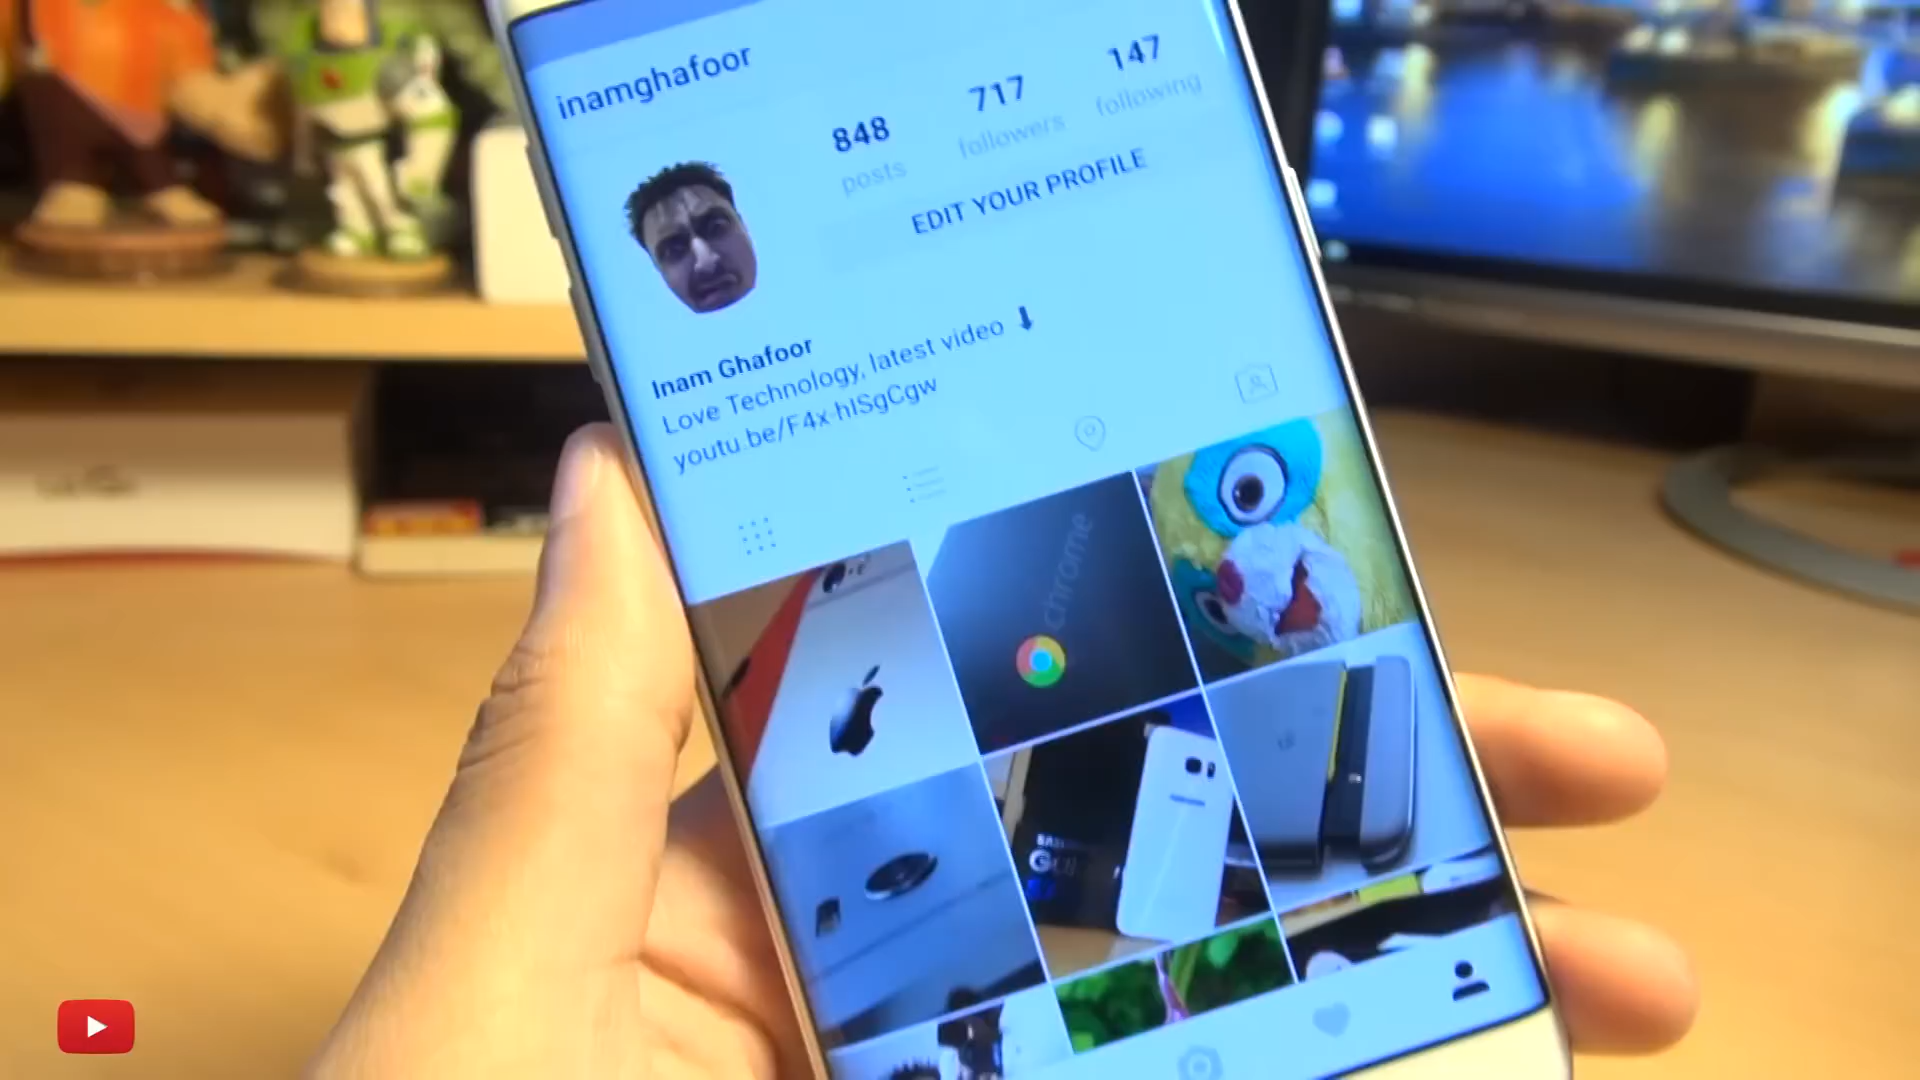 inamghafoor
848
posts
717
followers
147
following
EDIT YOUR PROFILE
Inam Ghafoor
Love Technology, latest video ⬇
youtu.be/F4x-hISgCgw
chrome